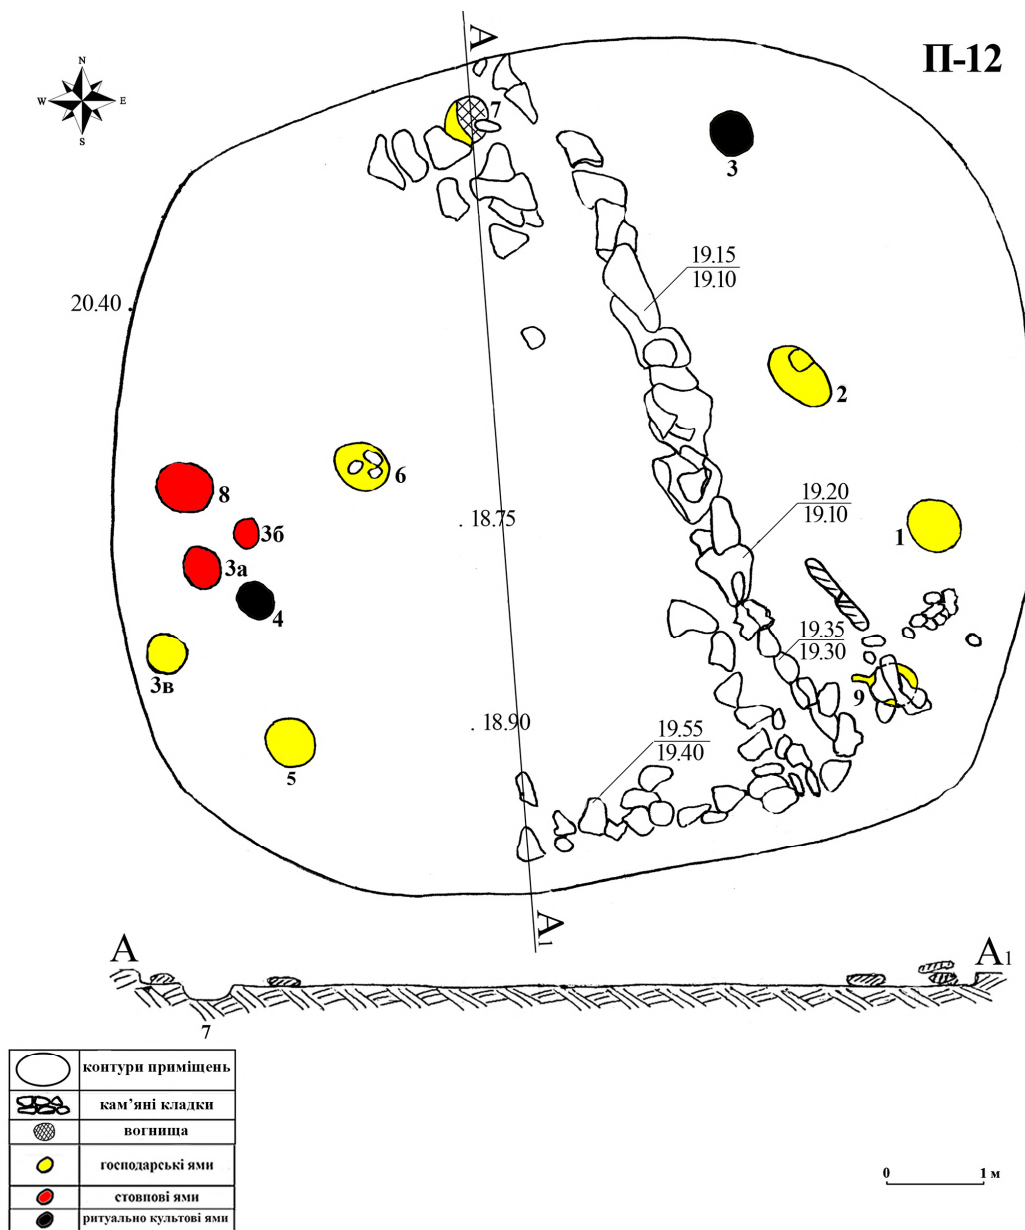 П-12
N
W E
S
A
7
3
19.15
19.10
20.40
2
6
8
3б
18.75
19.20
19.10
1
3а
4
3в
19.35
19.30
9
18.90
19.55
19.40
5
A1
A A1
7
контури приміщень
кам’яні кладки
вогнища
господарські ями
стовпові ями
ритуально культові ями
0 1 м